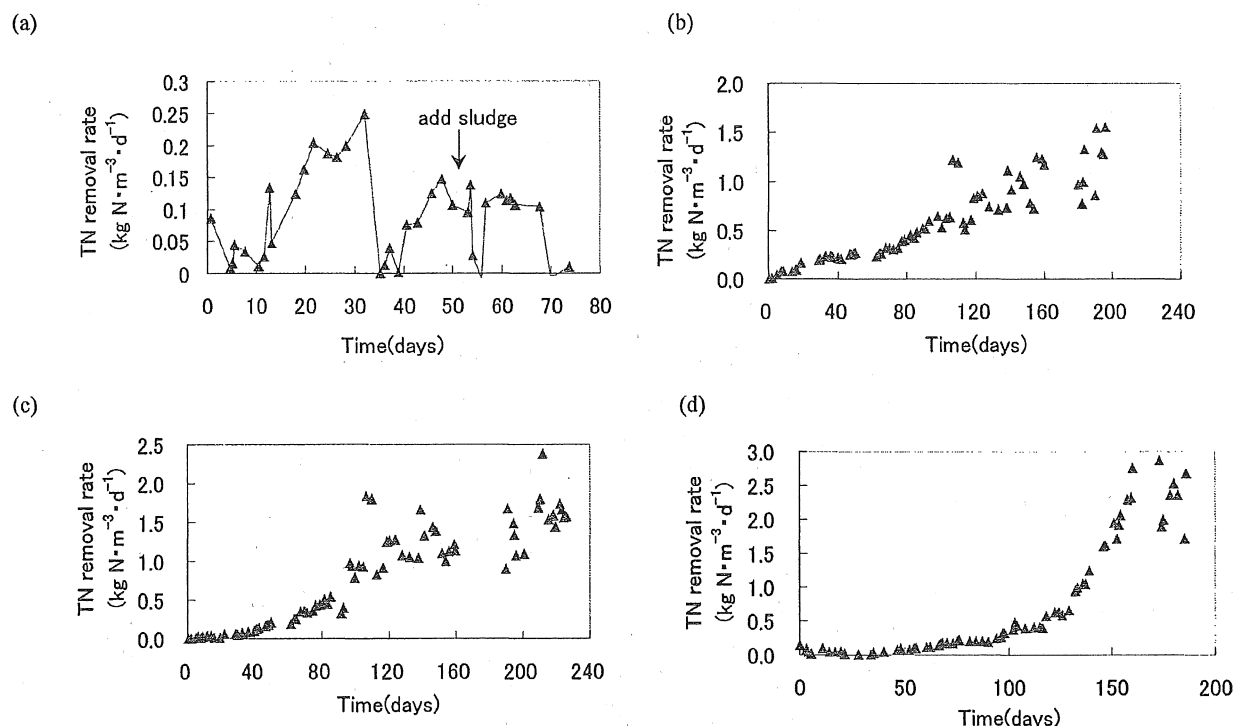 (a)
TN removal rate
(kg N・m⁻³・d⁻¹)
0.3
0.25
0.2
0.15
0.1
0.05
0
add sludge
0 10 20 30 40 50 60 70 80
Time(days)
(b)
TN removal rate
(kg N・m⁻³・d⁻¹)
2.0
1.5
1.0
0.5
0.0
0 40 80 120 160 200 240
Time(days)
(c)
TN removal rate
(kg N・m⁻³・d⁻¹)
2.5
2.0
1.5
1.0
0.5
0.0
0 40 80 120 160 200 240
Time(days)
(d)
TN removal rate
(kg N・m⁻³・d⁻¹)
3.0
2.5
2.0
1.5
1.0
0.5
0.0
0 50 100 150 200
Time(days)